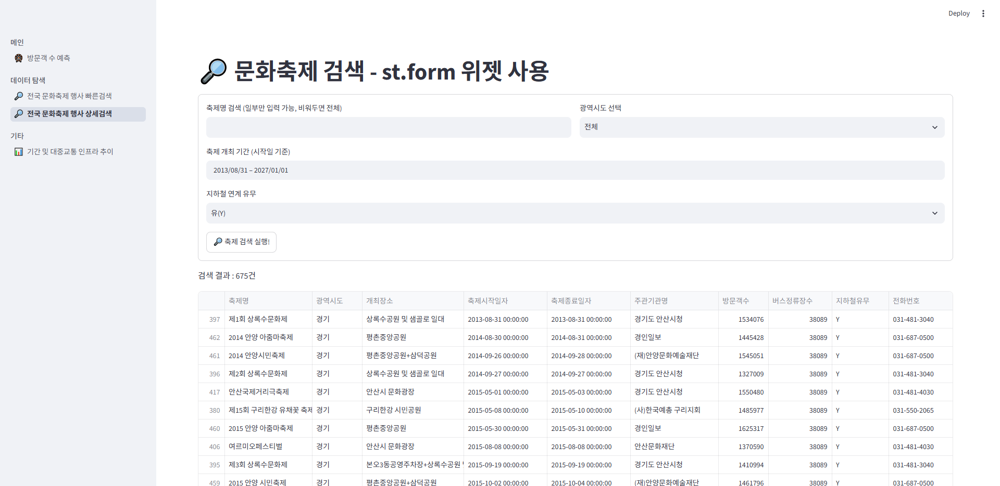 Deploy
메인
방문객 수 예측
데이터 탐색
전국 문화축제 행사 빠른검색
전국 문화축제 행사 상세검색
기타
기간 및 대중교통 인프라 추이
문화축제 검색 - st.form 위젯 사용
축제명 검색 (일부만 입력 가능, 비워두면 전체)
광역시도 선택
전체
축제 개최 기간 (시작일 기준)
2013/08/31 – 2027/01/01
지하철 연계 유무
유(Y)
축제 검색 실행!
검색 결과 : 675건
축제명 광역시도 개최장소 축제시작일자 축제종료일자 주관기관명 방문객수 버스정류장수 지하철유무 전화번호
397 제1회 상록수문화제 경기 상록수공원 및 샘골로 일대 2013-08-31 00:00:00 2013-08-31 00:00:00 경기도 안산시청 1534076 38089 Y 031-481-3040
462 2014 안양 아줌마축제 경기 평촌중앙공원 2014-08-30 00:00:00 2014-08-31 00:00:00 경인일보 1445428 38089 Y 031-687-0500
461 2014 안양시민축제 경기 평촌중앙공원+삼덕공원 2014-09-26 00:00:00 2014-09-28 00:00:00 (재)안양문화예술재단 1545051 38089 Y 031-687-0500
396 제2회 상록수문화제 경기 상록수공원 및 샘골로 일대 2014-09-27 00:00:00 2014-09-27 00:00:00 경기도 안산시청 1327009 38089 Y 031-481-3040
417 안산국제거리극축제 경기 안산시 문화광장 2015-05-01 00:00:00 2015-05-03 00:00:00 경기도 안산시청 1550480 38089 Y 031-481-4030
380 제15회 구리한강 유채꽃 축제 경기 구리한강 시민공원 2015-05-08 00:00:00 2015-05-10 00:00:00 (사)한국예총 구리지회 1485977 38089 Y 031-550-2065
460 2015 안양 아줌마축제 경기 평촌중앙공원 2015-05-30 00:00:00 2015-05-31 00:00:00 경인일보 1625317 38089 Y 031-687-0500
406 여르미오페스티벌 경기 안산시 문화광장 2015-08-08 00:00:00 2015-08-08 00:00:00 안산문화재단 1370590 38089 Y 031-481-4030
395 제3회 상록수문화제 경기 본오3동공영주차장+상록수공원 2015-09-19 00:00:00 2015-09-19 00:00:00 경기도 안산시청 1410994 38089 Y 031-481-3040
459 2015 안양 시민축제 경기 평촌중앙공원+삼덕공원 2015-10-02 00:00:00 2015-10-04 00:00:00 (재)안양문화예술재단 1461796 38089 Y 031-687-0500